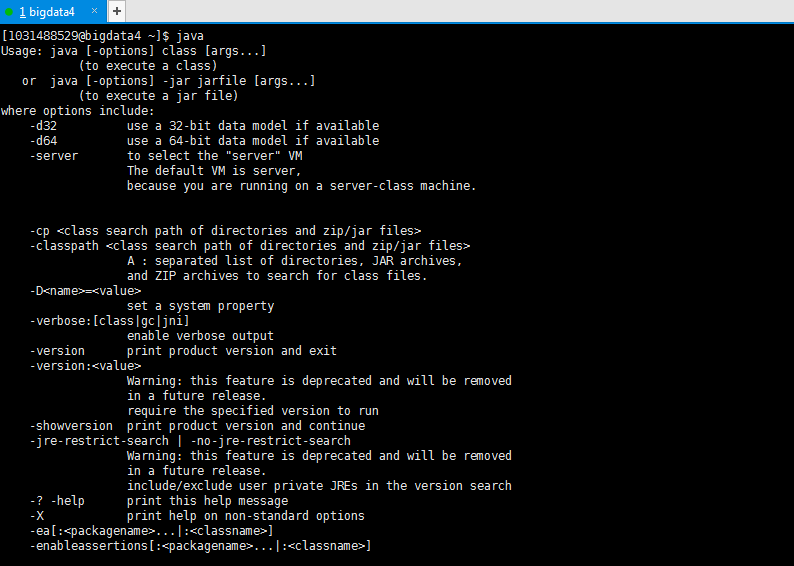 1 bigdata4 × +
[1031488529@bigdata4 ~]$ java
Usage: java [-options] class [args...]
           (to execute a class)
   or  java [-options] -jar jarfile [args...]
           (to execute a jar file)
where options include:
    -d32          use a 32-bit data model if available
    -d64          use a 64-bit data model if available
    -server       to select the "server" VM
                  The default VM is server,
                  because you are running on a server-class machine.
    -cp <class search path of directories and zip/jar files>
    -classpath <class search path of directories and zip/jar files>
                  A : separated list of directories, JAR archives,
                  and ZIP archives to search for class files.
    -D<name>=<value>
                  set a system property
    -verbose:[class|gc|jni]
                  enable verbose output
    -version      print product version and exit
    -version:<value>
                  Warning: this feature is deprecated and will be removed
                  in a future release.
                  require the specified version to run
    -showversion  print product version and continue
    -jre-restrict-search | -no-jre-restrict-search
                  Warning: this feature is deprecated and will be removed
                  in a future release.
                  include/exclude user private JREs in the version search
    -? -help      print this help message
    -X            print help on non-standard options
    -ea[:<packagename>...|:<classname>]
    -enableassertions[:<packagename>...|:<classname>]